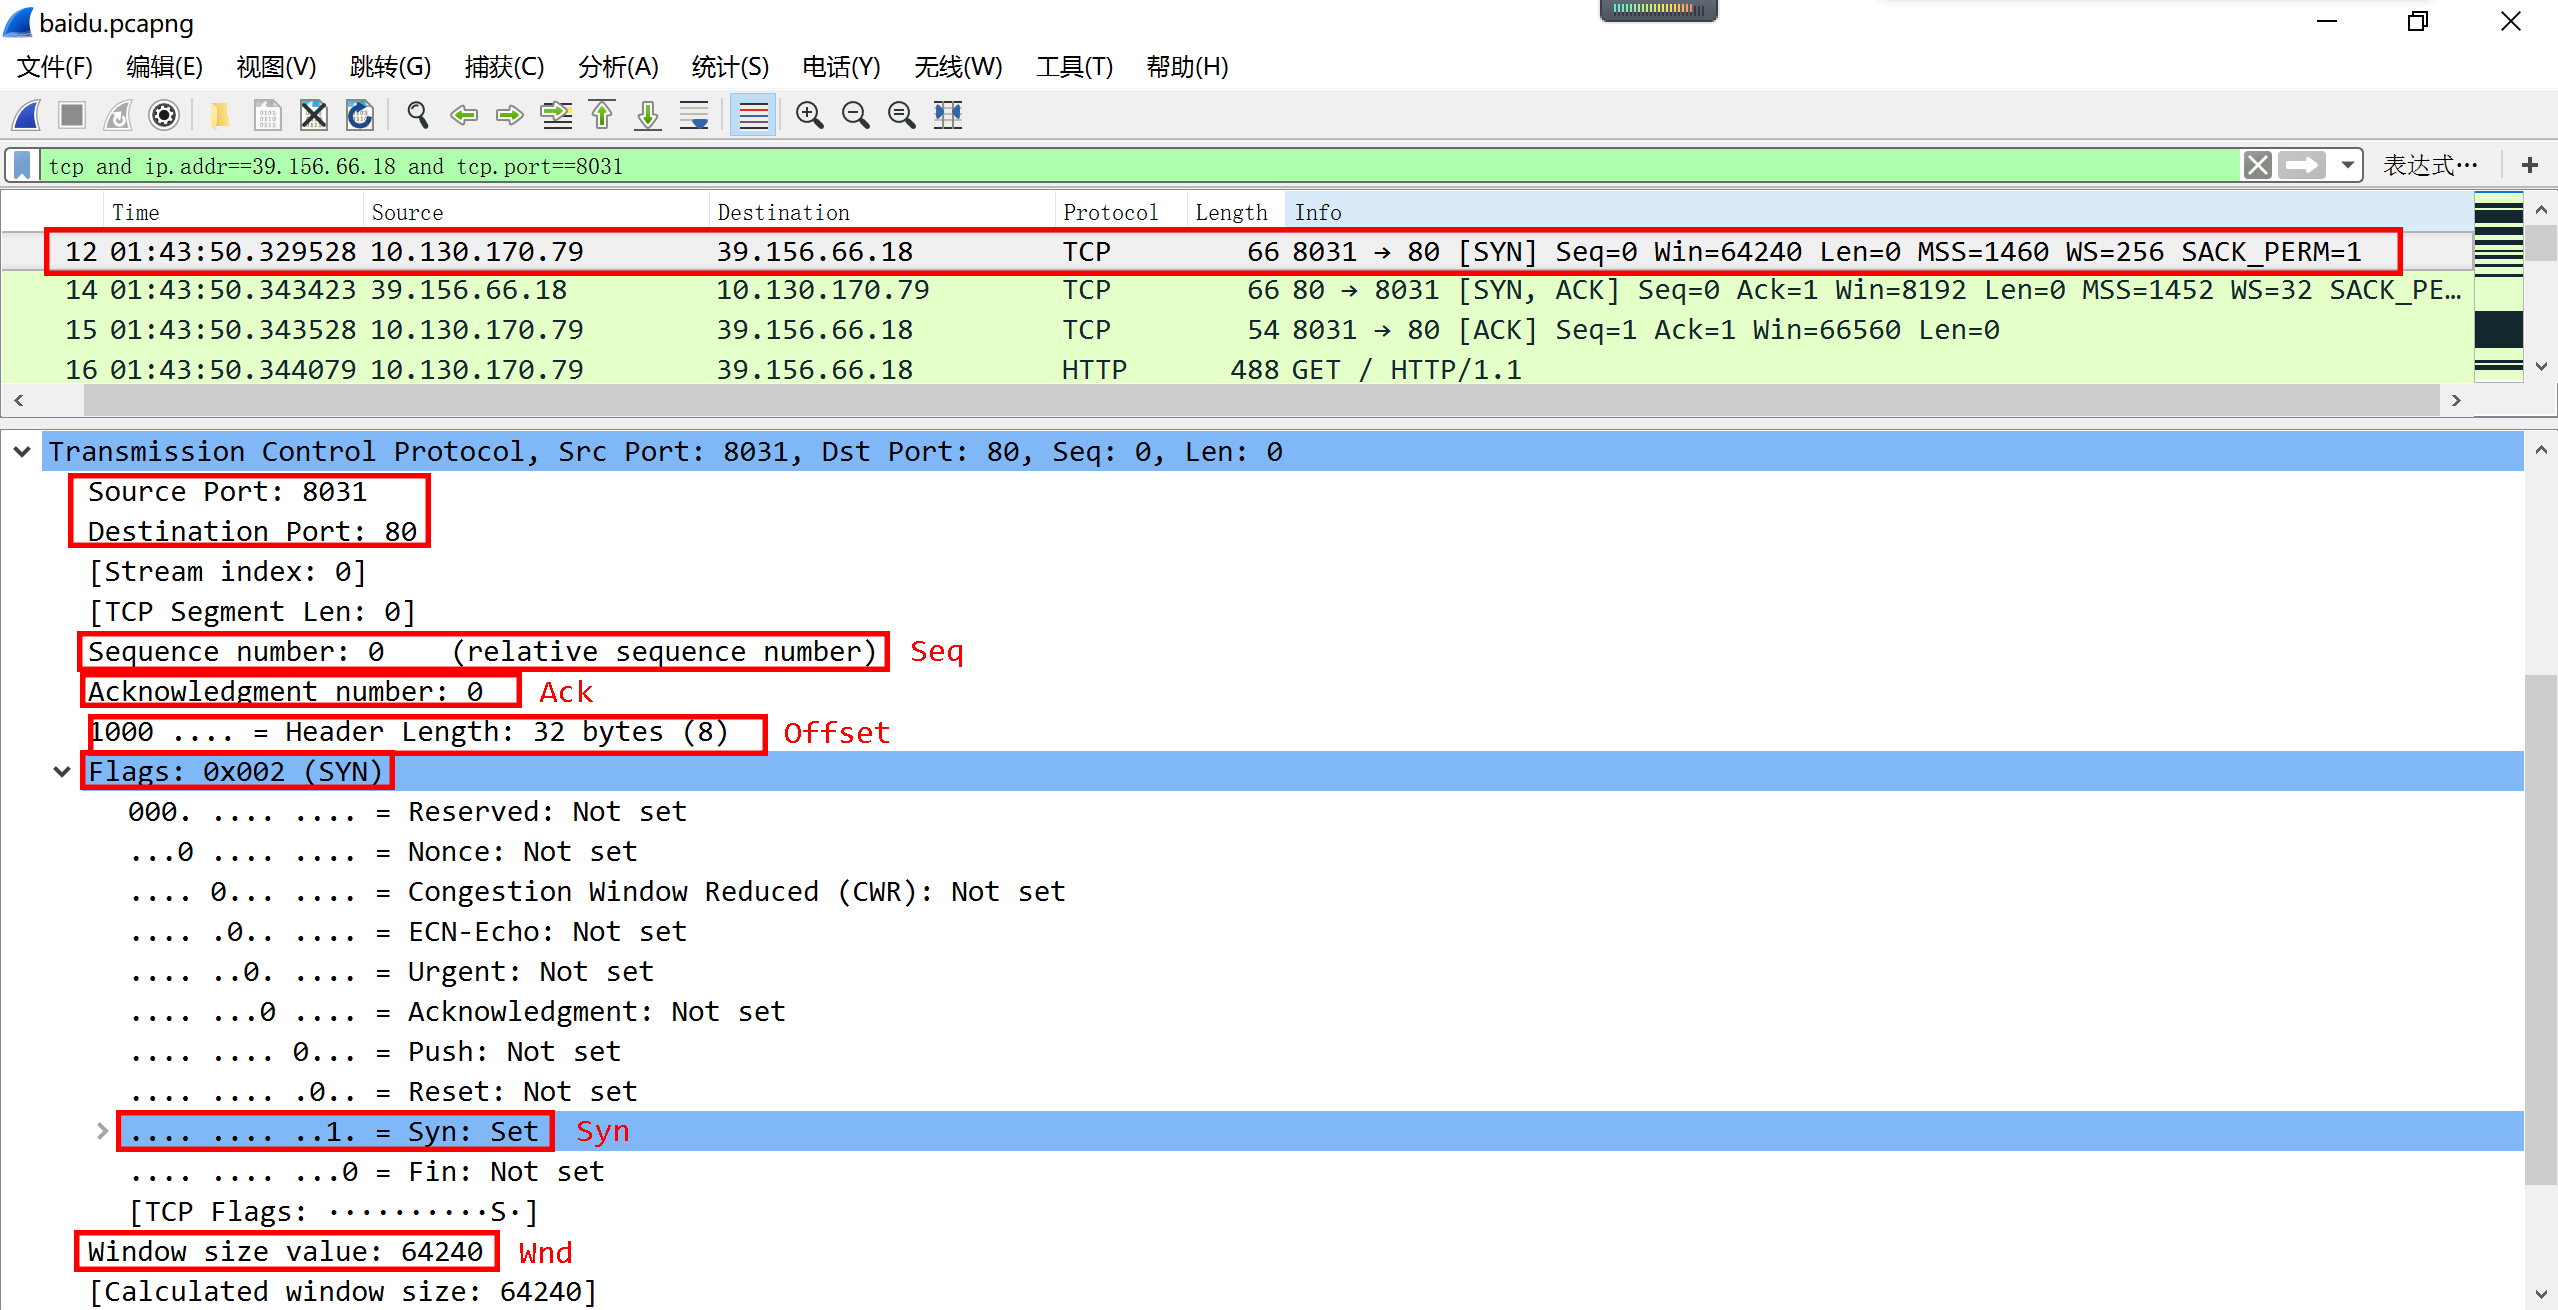 baidu.pcapng
文件(F) 编辑(E) 视图(V) 跳转(G) 捕获(C) 分析(A) 统计(S) 电话(Y) 无线(W) 工具(T) 帮助(H)
tcp and ip.addr==39.156.66.18 and tcp.port==8031 表达式… +
Time Source Destination Protocol Length Info
12 01:43:50.329528 10.130.170.79 39.156.66.18 TCP 66 8031 → 80 [SYN] Seq=0 Win=64240 Len=0 MSS=1460 WS=256 SACK_PERM=1
14 01:43:50.343423 39.156.66.18 10.130.170.79 TCP 66 80 → 8031 [SYN, ACK] Seq=0 Ack=1 Win=8192 Len=0 MSS=1452 WS=32 SACK_PE…
15 01:43:50.343528 10.130.170.79 39.156.66.18 TCP 54 8031 → 80 [ACK] Seq=1 Ack=1 Win=66560 Len=0
16 01:43:50.344079 10.130.170.79 39.156.66.18 HTTP 488 GET / HTTP/1.1
Transmission Control Protocol, Src Port: 8031, Dst Port: 80, Seq: 0, Len: 0
Source Port: 8031
Destination Port: 80
[Stream index: 0]
[TCP Segment Len: 0]
Sequence number: 0 (relative sequence number) Seq
Acknowledgment number: 0 Ack
1000 .... = Header Length: 32 bytes (8) Offset
Flags: 0x002 (SYN)
000. .... .... = Reserved: Not set
...0 .... .... = Nonce: Not set
.... 0... .... = Congestion Window Reduced (CWR): Not set
.... .0.. .... = ECN-Echo: Not set
.... ..0. .... = Urgent: Not set
.... ...0 .... = Acknowledgment: Not set
.... .... 0... = Push: Not set
.... .... .0.. = Reset: Not set
.... .... ..1. = Syn: Set Syn
.... .... ...0 = Fin: Not set
[TCP Flags: ··········S·]
Window size value: 64240 Wnd
[Calculated window size: 64240]